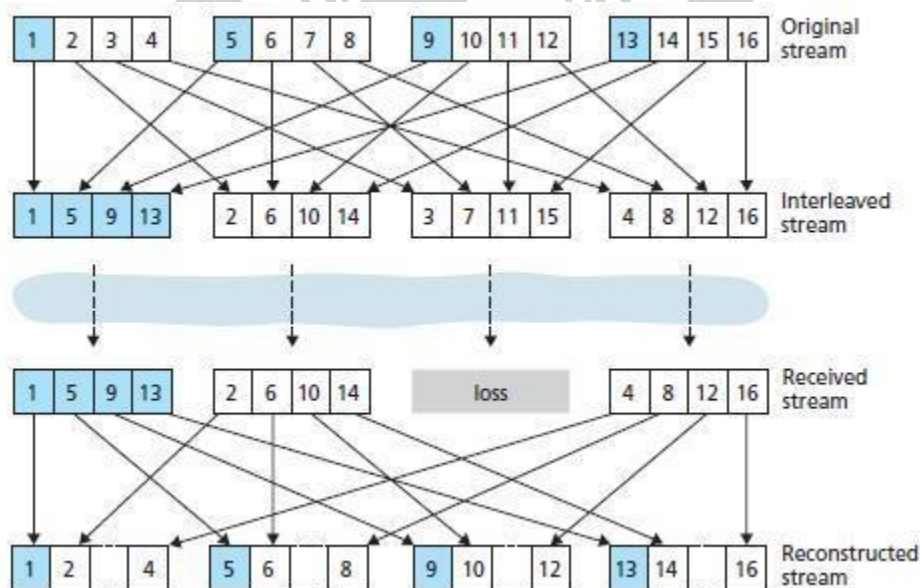 1 2 3 4 5 6 7 8 9 10 11 12 13 14 15 16 Original
stream
1 5 9 13 2 6 10 14 3 7 11 15 4 8 12 16 Interleaved
stream
1 5 9 13 2 6 10 14 loss 4 8 12 16 Received
stream
1 2 4 5 6 8 9 10 12 13 14 16 Reconstructed
stream